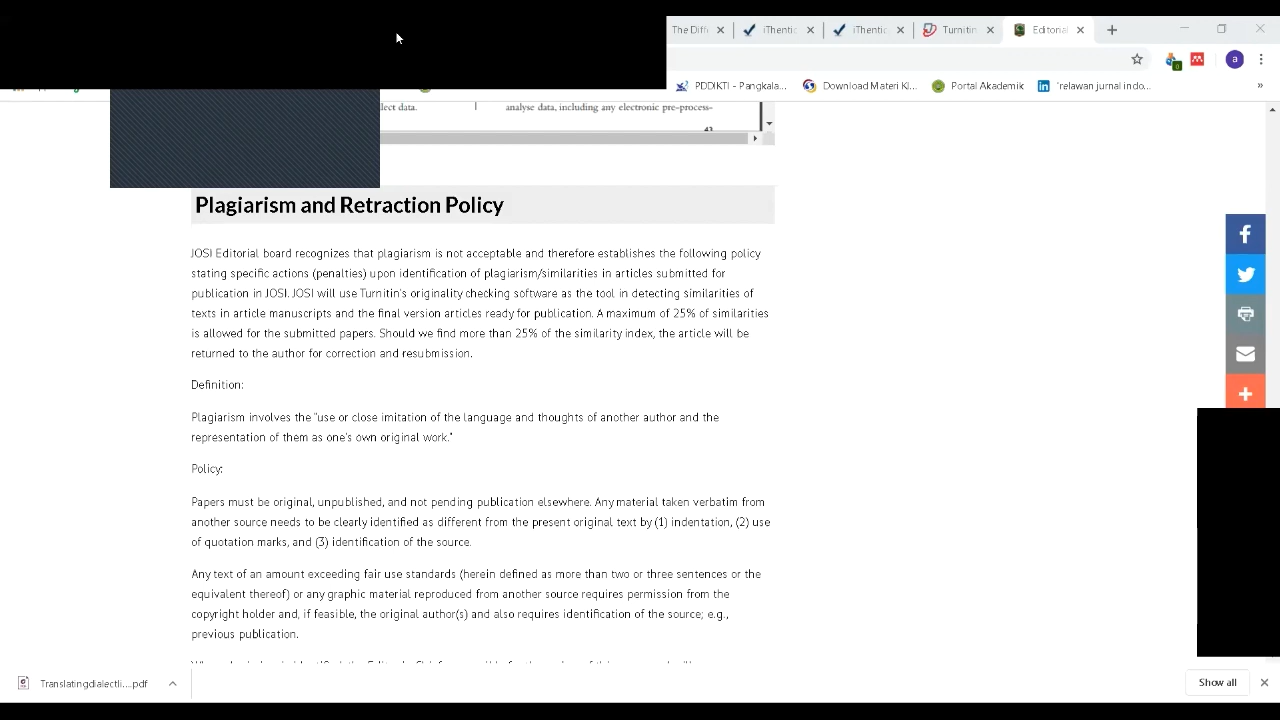 The Diff
iThentic
iThentic
Turnitin
Editorial
PDDIKTI - Pangkala...
Download Materi Kl...
Portal Akademik
"relawan jurnal indo...
»
lect data.
analyse data, including any electronic pre-process-
43
Plagiarism and Retraction Policy
JOSI Editorial board recognizes that plagiarism is not acceptable and therefore establishes the following policy
stating specific actions (penalties) upon identification of plagiarism/similarities in articles submitted for
publication in JOSI. JOSI will use Turnitin's originality checking software as the tool in detecting similarities of
texts in article manuscripts and the final version articles ready for publication. A maximum of 25% of similarities
is allowed for the submitted papers. Should we find more than 25% of the similarity index, the article will be
returned to the author for correction and resubmission.
Definition:
Plagiarism involves the "use or close imitation of the language and thoughts of another author and the
representation of them as one's own original work."
Policy:
Papers must be original, unpublished, and not pending publication elsewhere. Any material taken verbatim from
another source needs to be clearly identified as different from the present original text by (1) indentation, (2) use
of quotation marks, and (3) identification of the source.
Any text of an amount exceeding fair use standards (herein defined as more than two or three sentences or the
equivalent thereof) or any graphic material reproduced from another source requires permission from the
copyright holder and, if feasible, the original author(s) and also requires identification of the source; e.g.,
previous publication.
Translatingdialectli....pdf
Show all